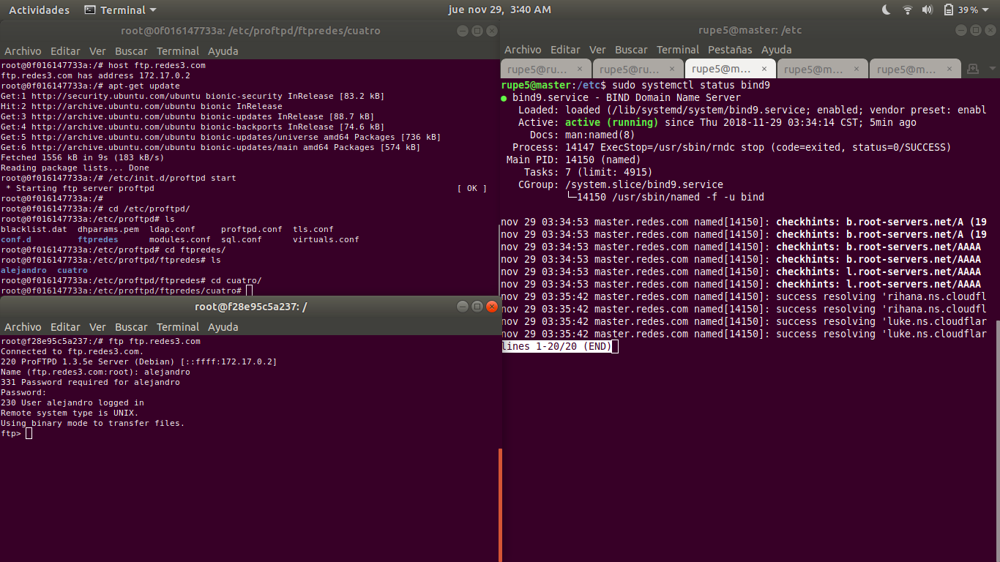 Actividades Terminal jue nov 29, 3:40 AM 39 %
root@0f016147733a: /etc/proftpd/ftpredes/cuatro
Archivo Editar Ver Buscar Terminal Ayuda
root@0f016147733a:/# host ftp.redes3.com
ftp.redes3.com has address 172.17.0.2
root@0f016147733a:/# apt-get update
Get:1 http://security.ubuntu.com/ubuntu bionic-security InRelease [83.2 kB]
Hit:2 http://archive.ubuntu.com/ubuntu bionic InRelease
Get:3 http://archive.ubuntu.com/ubuntu bionic-updates InRelease [88.7 kB]
Get:4 http://archive.ubuntu.com/ubuntu bionic-backports InRelease [74.6 kB]
Get:5 http://archive.ubuntu.com/ubuntu bionic-updates/universe amd64 Packages [736 kB]
Get:6 http://archive.ubuntu.com/ubuntu bionic-updates/main amd64 Packages [574 kB]
Fetched 1556 kB in 9s (183 kB/s)
Reading package lists... Done
root@0f016147733a:/# /etc/init.d/proftpd start
* Starting ftp server proftpd [ OK ]
root@0f016147733a:/#
root@0f016147733a:/# cd /etc/proftpd/
root@0f016147733a:/etc/proftpd# ls
blacklist.dat dhparams.pem ldap.conf proftpd.conf tls.conf
conf.d ftpredes modules.conf sql.conf virtuals.conf
root@0f016147733a:/etc/proftpd# cd ftpredes/
root@0f016147733a:/etc/proftpd/ftpredes# ls
alejandro cuatro
root@0f016147733a:/etc/proftpd/ftpredes# cd cuatro/
root@0f016147733a:/etc/proftpd/ftpredes/cuatro#
root@f28e95c5a237: /
Archivo Editar Ver Buscar Terminal Ayuda
root@f28e95c5a237:/# ftp ftp.redes3.com
Connected to ftp.redes3.com.
220 ProFTPD 1.3.5e Server (Debian) [::ffff:172.17.0.2]
Name (ftp.redes3.com:root): alejandro
331 Password required for alejandro
Password:
230 User alejandro logged in
Remote system type is UNIX.
Using binary mode to transfer files.
ftp>
rupe5@master: /etc
Archivo Editar Ver Buscar Terminal Pestañas Ayuda
rupe5@ru... × rupe5@ru... × rupe5@m... × rupe5@m... × rupe5@m... ×
rupe5@master:/etc$ sudo systemctl status bind9
● bind9.service - BIND Domain Name Server
Loaded: loaded (/lib/systemd/system/bind9.service; enabled; vendor preset: enabl
Active: active (running) since Thu 2018-11-29 03:34:14 CST; 5min ago
Docs: man:named(8)
Process: 14147 ExecStop=/usr/sbin/rndc stop (code=exited, status=0/SUCCESS)
Main PID: 14150 (named)
Tasks: 7 (limit: 4915)
CGroup: /system.slice/bind9.service
└─14150 /usr/sbin/named -f -u bind
nov 29 03:34:53 master.redes.com named[14150]: checkhints: b.root-servers.net/A (19
nov 29 03:34:53 master.redes.com named[14150]: checkhints: b.root-servers.net/A (19
nov 29 03:34:53 master.redes.com named[14150]: checkhints: b.root-servers.net/AAAA
nov 29 03:34:53 master.redes.com named[14150]: checkhints: b.root-servers.net/AAAA
nov 29 03:34:53 master.redes.com named[14150]: checkhints: l.root-servers.net/AAAA
nov 29 03:34:53 master.redes.com named[14150]: checkhints: l.root-servers.net/AAAA
nov 29 03:35:42 master.redes.com named[14150]: success resolving 'rihana.ns.cloudfl
nov 29 03:35:42 master.redes.com named[14150]: success resolving 'rihana.ns.cloudfl
nov 29 03:35:42 master.redes.com named[14150]: success resolving 'luke.ns.cloudflar
nov 29 03:35:42 master.redes.com named[14150]: success resolving 'luke.ns.cloudflar
lines 1-20/20 (END)